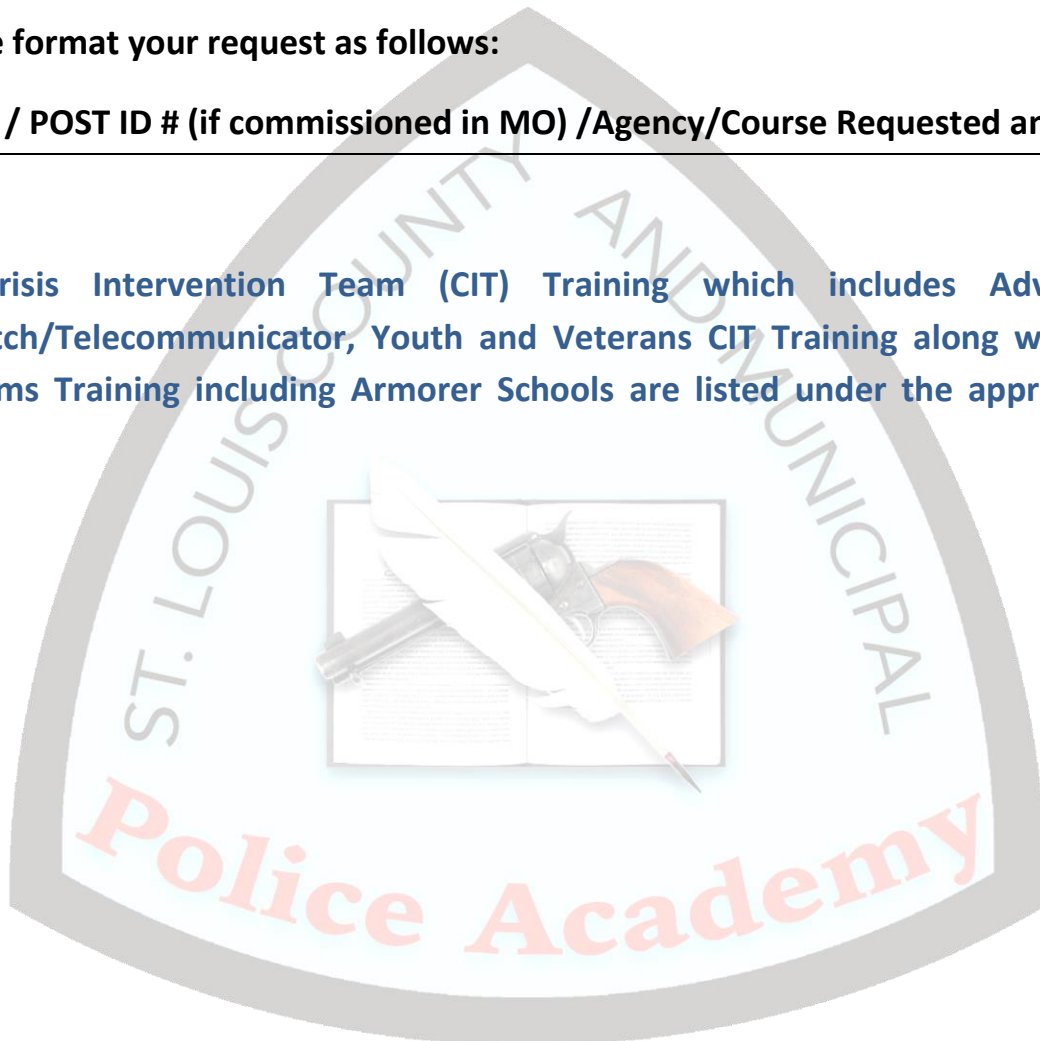 e format your request as follows:
/ POST ID # (if commissioned in MO) /Agency/Course Requested ar
risis Intervention Team (CIT) Training which includes Adv
tch/Telecommunicator, Youth and Veterans CIT Training along w
ms Training including Armorer Schools are listed under the appr
ST. LOUIS COUNTY AND MUNICIPAL
Police Academy